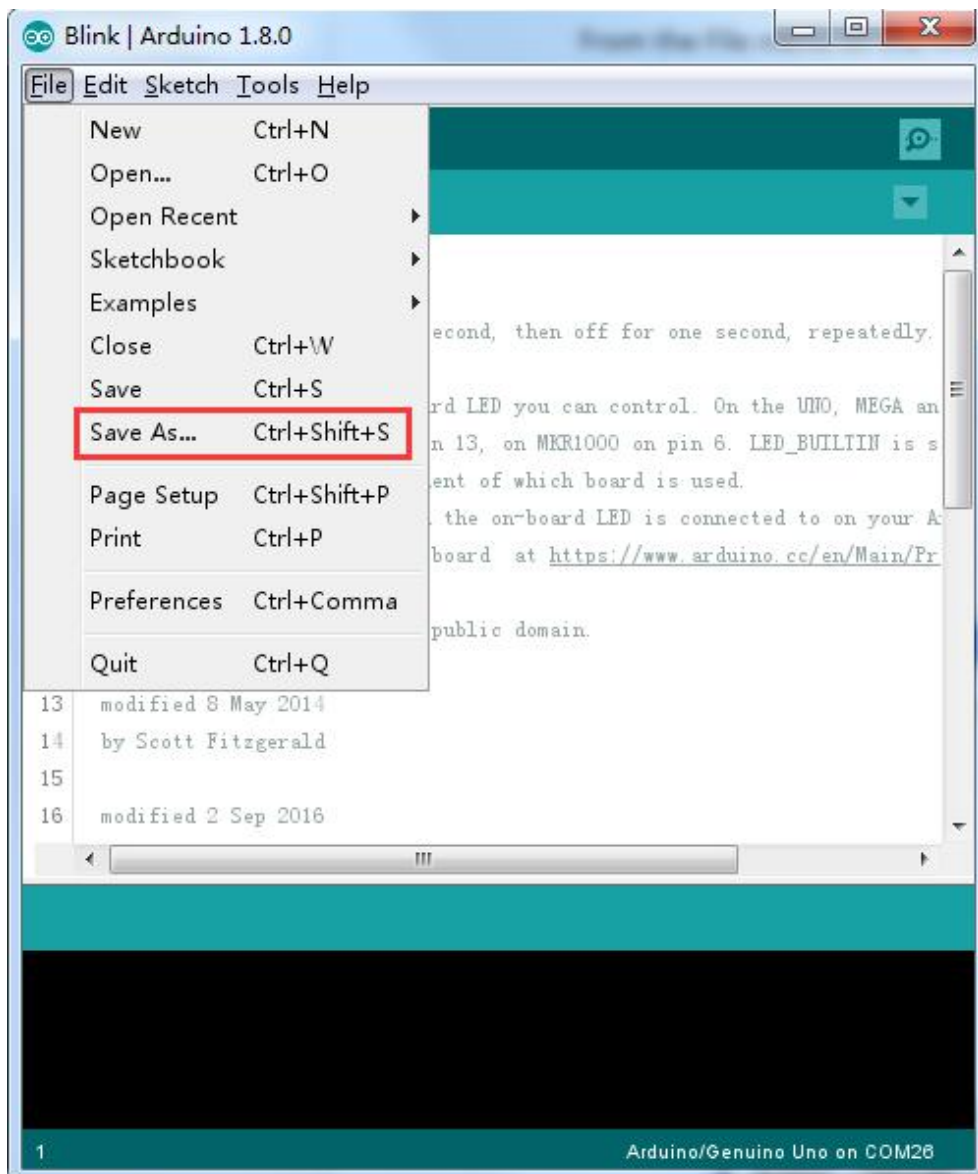 Blink | Arduino 1.8.0
File Edit Sketch Tools Help
New Ctrl+N
Open... Ctrl+O
Open Recent
Sketchbook
Examples
Close Ctrl+W
Save Ctrl+S
Save As... Ctrl+Shift+S
Page Setup Ctrl+Shift+P
Print Ctrl+P
Preferences Ctrl+Comma
Quit Ctrl+Q
econd, then off for one second, repeatedly.
rd LED you can control. On the UNO, MEGA an
n 13, on MKR1000 on pin 6. LED_BUILTIN is s
ent of which board is used.
the on-board LED is connected to on your A
board at https://www.arduino.cc/en/Main/Pr
public domain.
13 modified 8 May 2014
14 by Scott Fitzgerald
15
16 modified 2 Sep 2016
1 Arduino/Genuino Uno on COM26